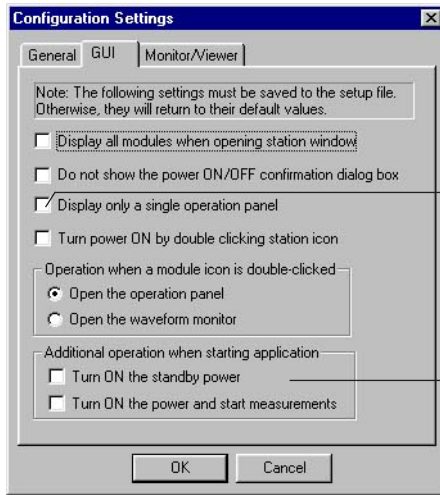 Configuration Settings
General GUI Monitor/Viewer
Note: The following settings must be saved to the setup file.
Otherwise, they will return to their default values.
Display all modules when opening station window
Do not show the power ON/OFF confirmation dialog box
Display only a single operation panel
Turn power ON by double clicking station icon
Operation when a module icon is double-clicked
Open the operation panel
Open the waveform monitor
Additional operation when starting application
Turn ON the standby power
Turn ON the power and start measurements
OK Cancel